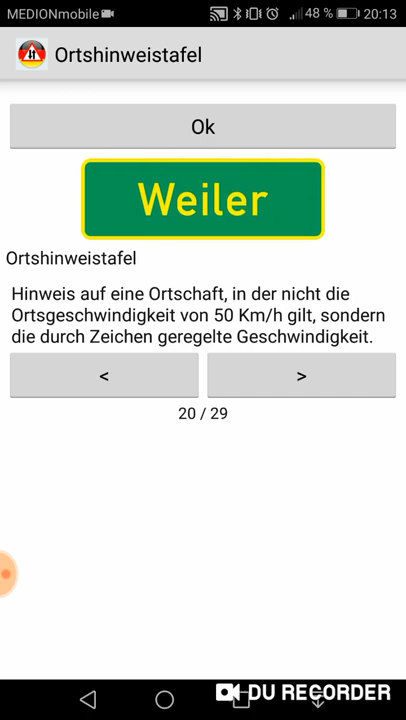 MEDIONmobile 48 % 20:13
Ortshinweistafel
Ok
Weiler
Ortshinweistafel
Hinweis auf eine Ortschaft, in der nicht die
Ortsgeschwindigkeit von 50 Km/h gilt, sondern
die durch Zeichen geregelte Geschwindigkeit.
< >
20 / 29
DU RECORDER